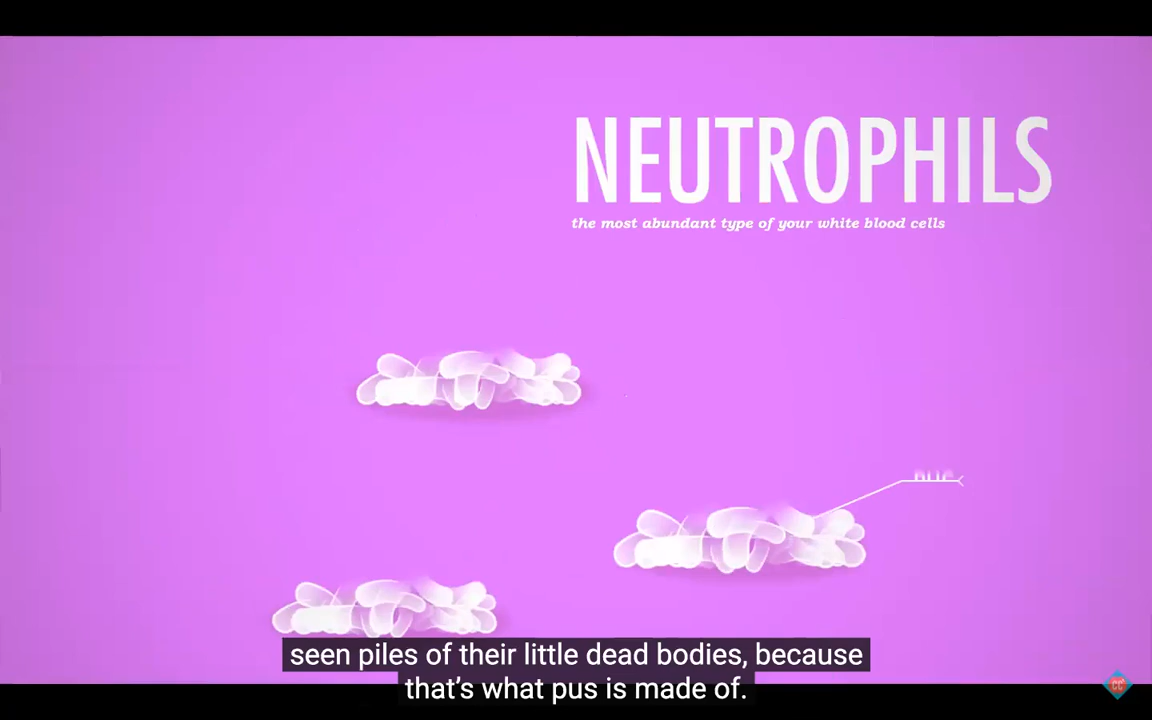 NEUTROPHILS
the most abundant type of your white blood cells
seen piles of their little dead bodies, because
that's what pus is made of.
CC